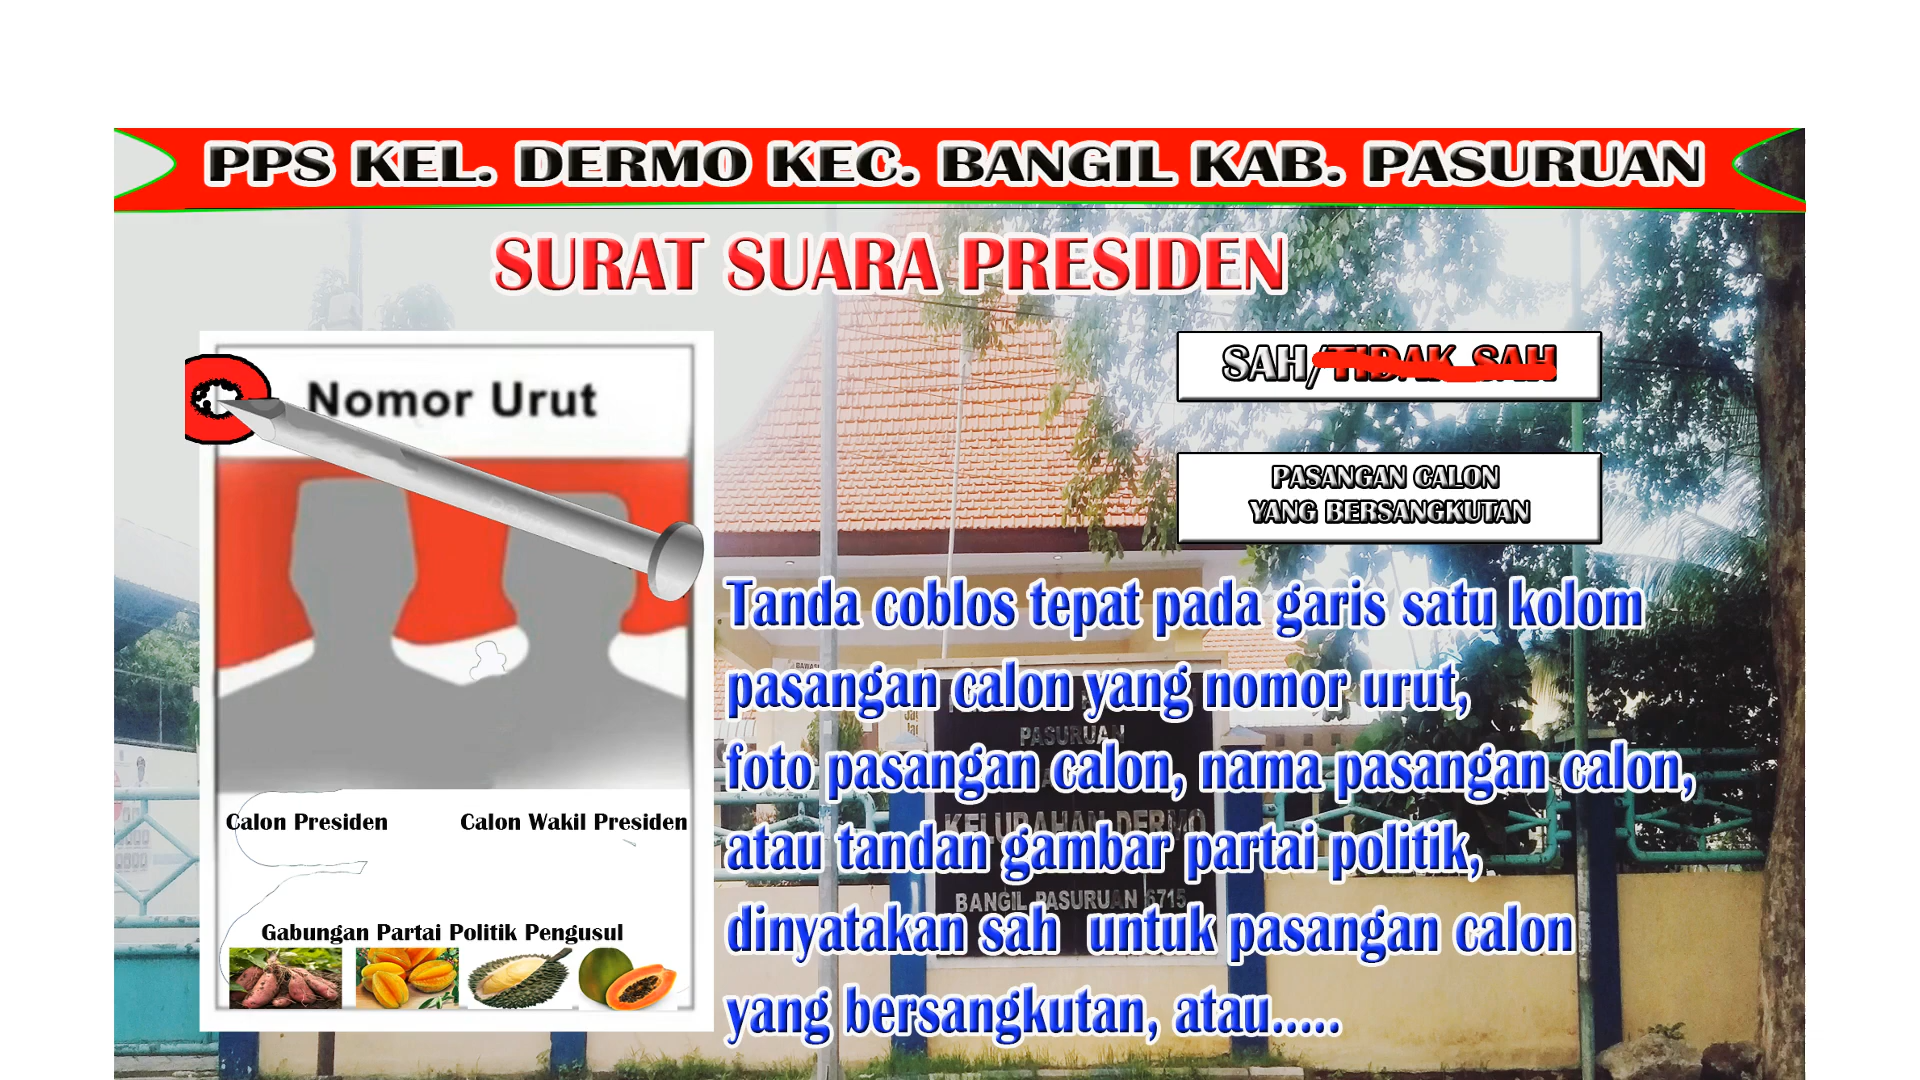 PPS KEL. DERMO KEC. BANGIL KAB. PASURUAN
SURAT SUARA PRESIDEN
Nomor Urut
Calon Presiden
Calon Wakil Presiden
Gabungan Partai Politik Pengusul
SAH/TIDAK SAH
PASANGAN CALON
YANG BERSANGKUTAN
Tanda coblos tepat pada garis satu kolom
pasangan calon yang nomor urut,
foto pasangan calon, nama pasangan calon,
atau tandan gambar partai politik,
dinyatakan sah untuk pasangan calon
yang bersangkutan, atau.....
PASURUAN
KELURAHAN DERMO
BANGIL PASURUAN 6715